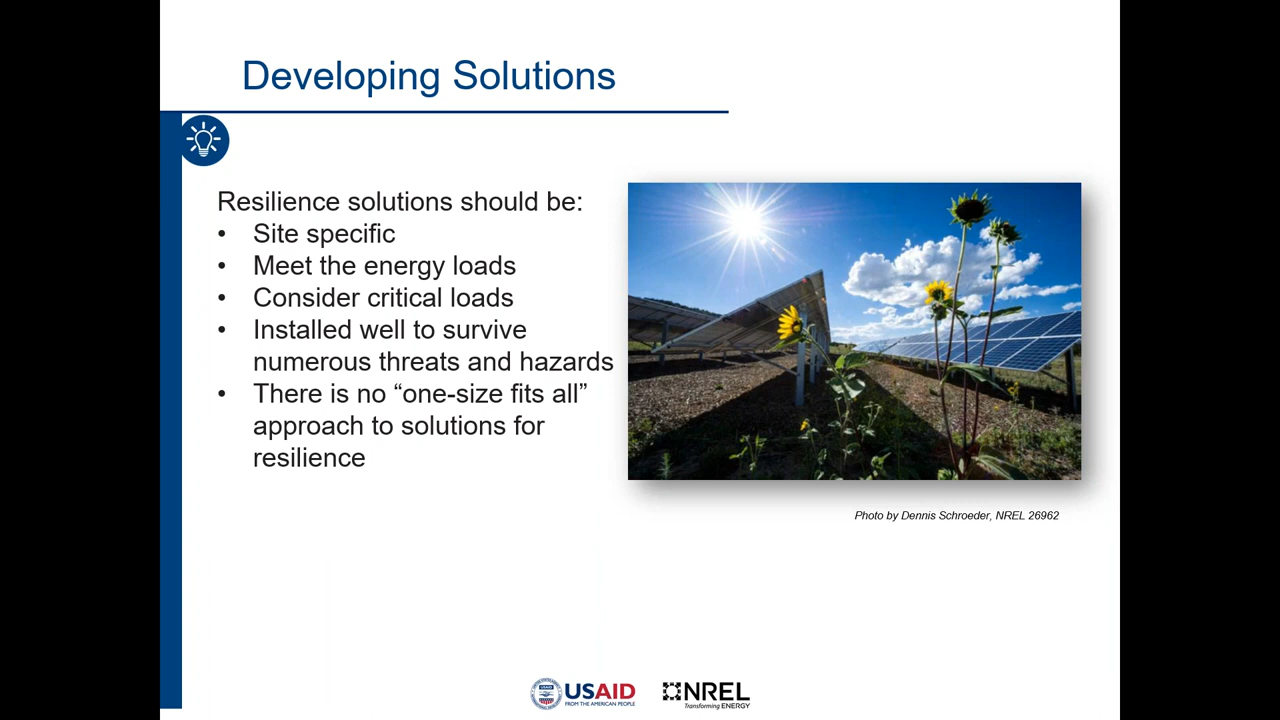 Developing Solutions
Resilience solutions should be:
• Site specific
• Meet the energy loads
• Consider critical loads
• Installed well to survive
numerous threats and hazards
• There is no “one-size fits all”
approach to solutions for
resilience
Photo by Dennis Schroeder, NREL 26962
USAID
FROM THE AMERICAN PEOPLE
NREL
Transforming ENERGY